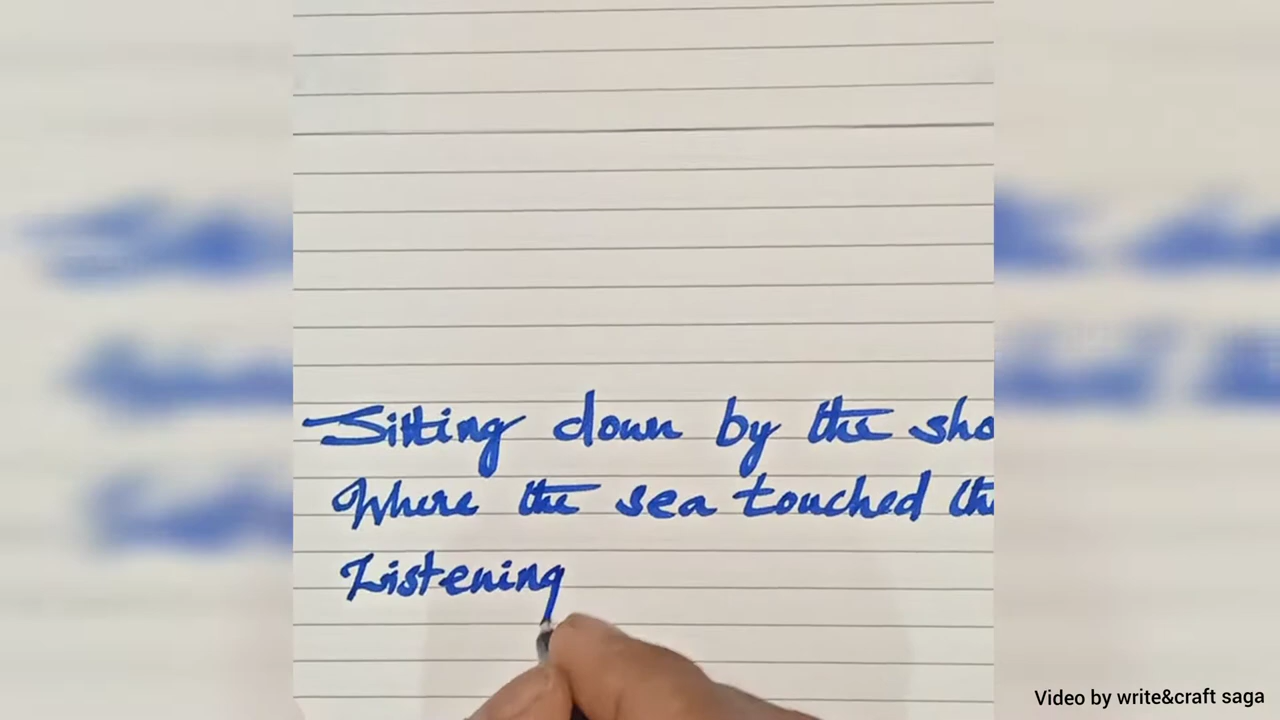 Sitting down by the sho
Where the sea touched th
Listening
Video by write&craft saga